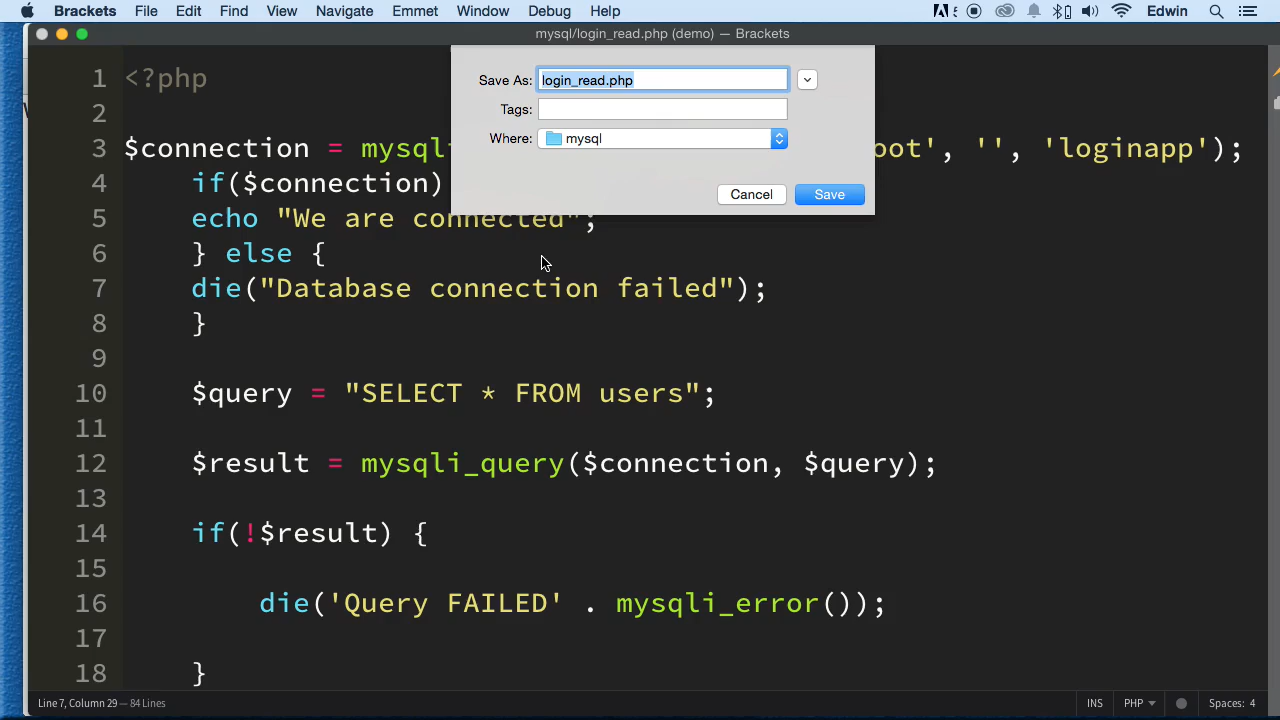 Brackets File Edit Find View Navigate Emmet Window Debug Help Edwin
mysql/login_read.php (demo) — Brackets
Save As: login_read.php
Tags:
Where: mysql
Cancel Save
1 <?php
2
3 $connection = mysqli oot', '', 'loginapp');
4 if($connection)
5 echo "We are connected";
6 } else {
7 die("Database connection failed");
8 }
9
10 $query = "SELECT * FROM users";
11
12 $result = mysqli_query($connection, $query);
13
14 if(!$result) {
15
16 die('Query FAILED' . mysqli_error());
17
18 }
Line 7, Column 29 — 84 Lines INS PHP Spaces: 4